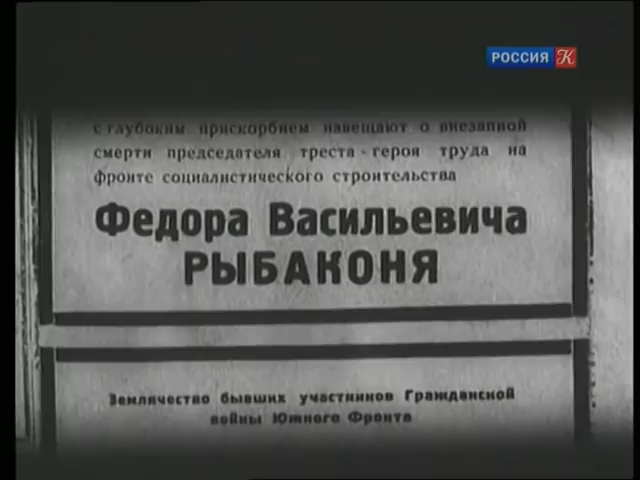 РОССИЯ К
с глубоким прискорбием извещают о внезапной
смерти председателя треста - героя труда на
фронте социалистического строительства
Федора Васильевича
РЫБАКОНЯ
Землячество бывших участников Гражданской
войны Южного Фронта